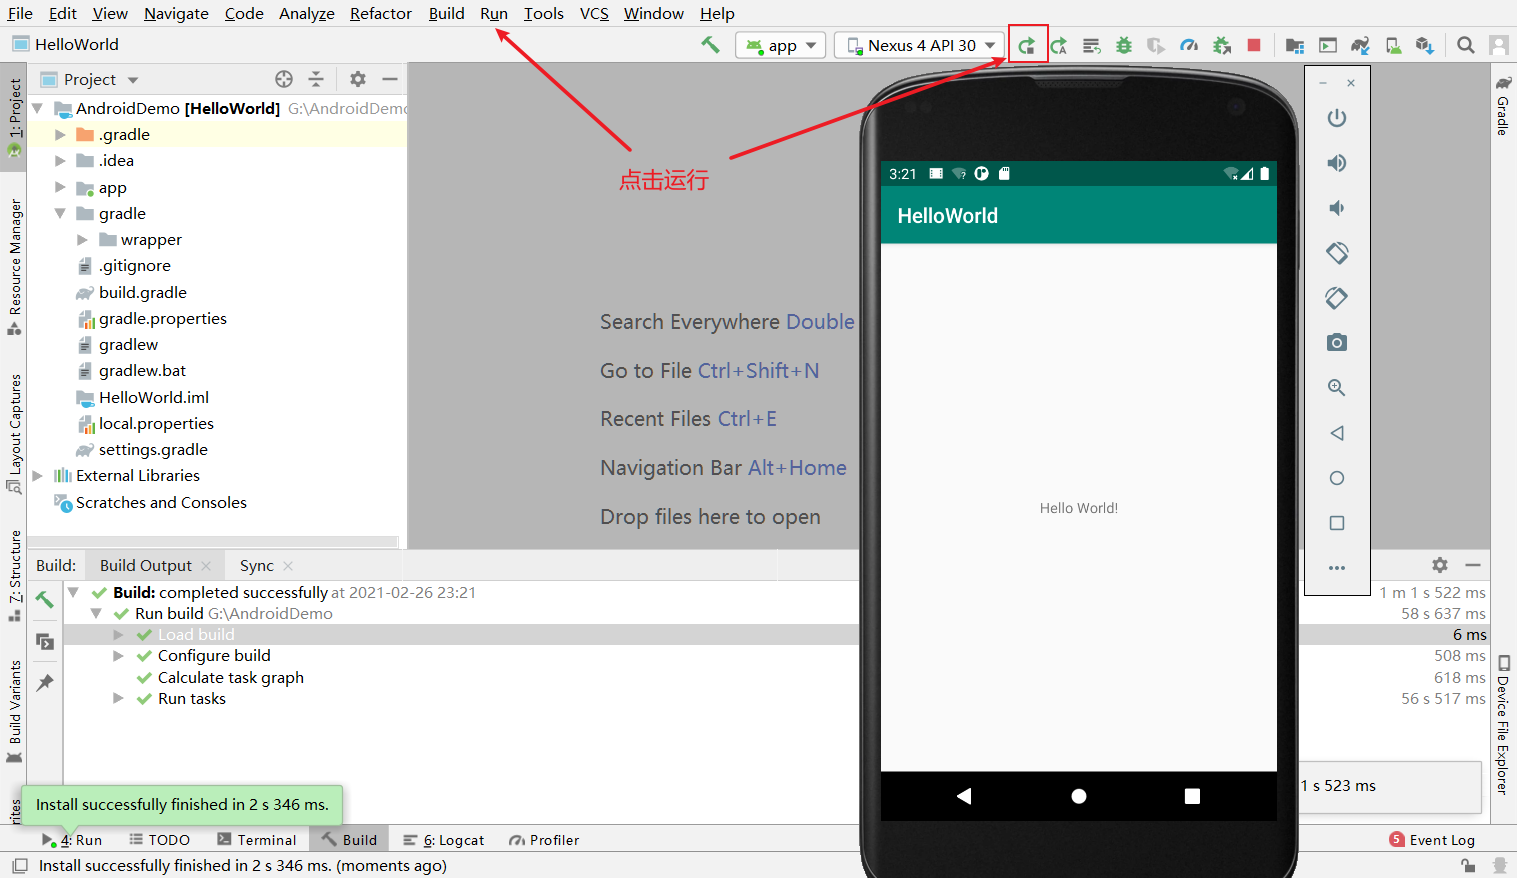 File Edit View Navigate Code Analyze Refactor Build Run Tools VCS Window Help
HelloWorld
app
Nexus 4 API 30
Project
1: Project
Resource Manager
Layout Captures
7: Structure
Build Variants
AndroidDemo [HelloWorld] G:\AndroidDemo
.gradle
.idea
app
gradle
wrapper
.gitignore
build.gradle
gradle.properties
gradlew
gradlew.bat
HelloWorld.iml
local.properties
settings.gradle
External Libraries
Scratches and Consoles
点击运行
Search Everywhere Double
Go to File Ctrl+Shift+N
Recent Files Ctrl+E
Navigation Bar Alt+Home
Drop files here to open
3:21
HelloWorld
Hello World!
Gradle
Device File Explorer
Build: Build Output Sync
Build: completed successfully at 2021-02-26 23:21 1 m 1 s 522 ms
Run build G:\AndroidDemo 58 s 637 ms
Load build 6 ms
Configure build 508 ms
Calculate task graph 618 ms
Run tasks 56 s 517 ms
1 s 523 ms
Install successfully finished in 2 s 346 ms.
4: Run TODO Terminal Build 6: Logcat Profiler 5 Event Log
Install successfully finished in 2 s 346 ms. (moments ago)